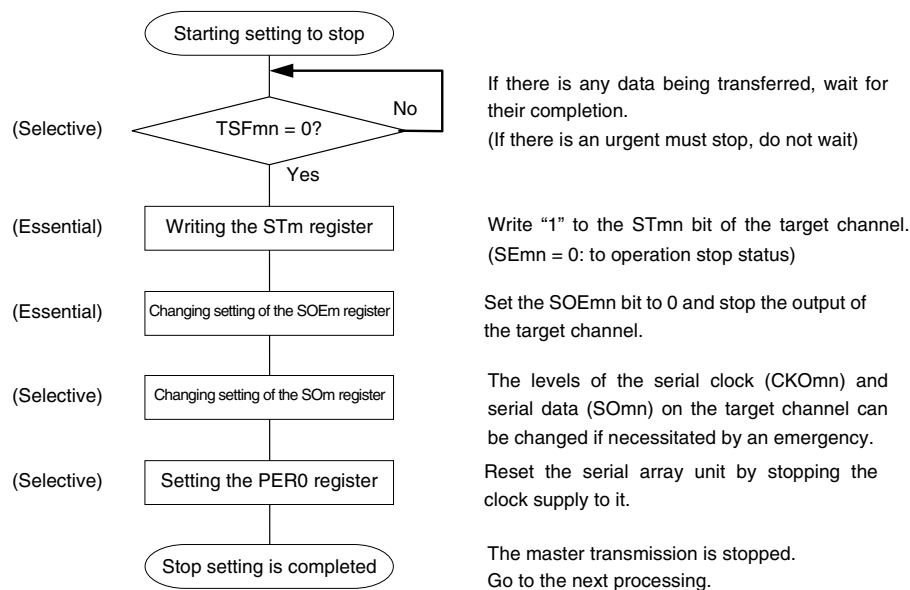 Starting setting to stop
No
(Selective)
TSFmn = 0?
If there is any data being transferred, wait for
their completion.
(If there is an urgent must stop, do not wait)
Yes
(Essential)
Writing the STm register
Write “1” to the STmn bit of the target channel.
(SEmn = 0: to operation stop status)
(Essential)
Changing setting of the SOEm register
Set the SOEmn bit to 0 and stop the output of
the target channel.
(Selective)
Changing setting of the SOm register
The levels of the serial clock (CKOmn) and
serial data (SOmn) on the target channel can
be changed if necessitated by an emergency.
(Selective)
Setting the PER0 register
Reset the serial array unit by stopping the
clock supply to it.
Stop setting is completed
The master transmission is stopped.
Go to the next processing.